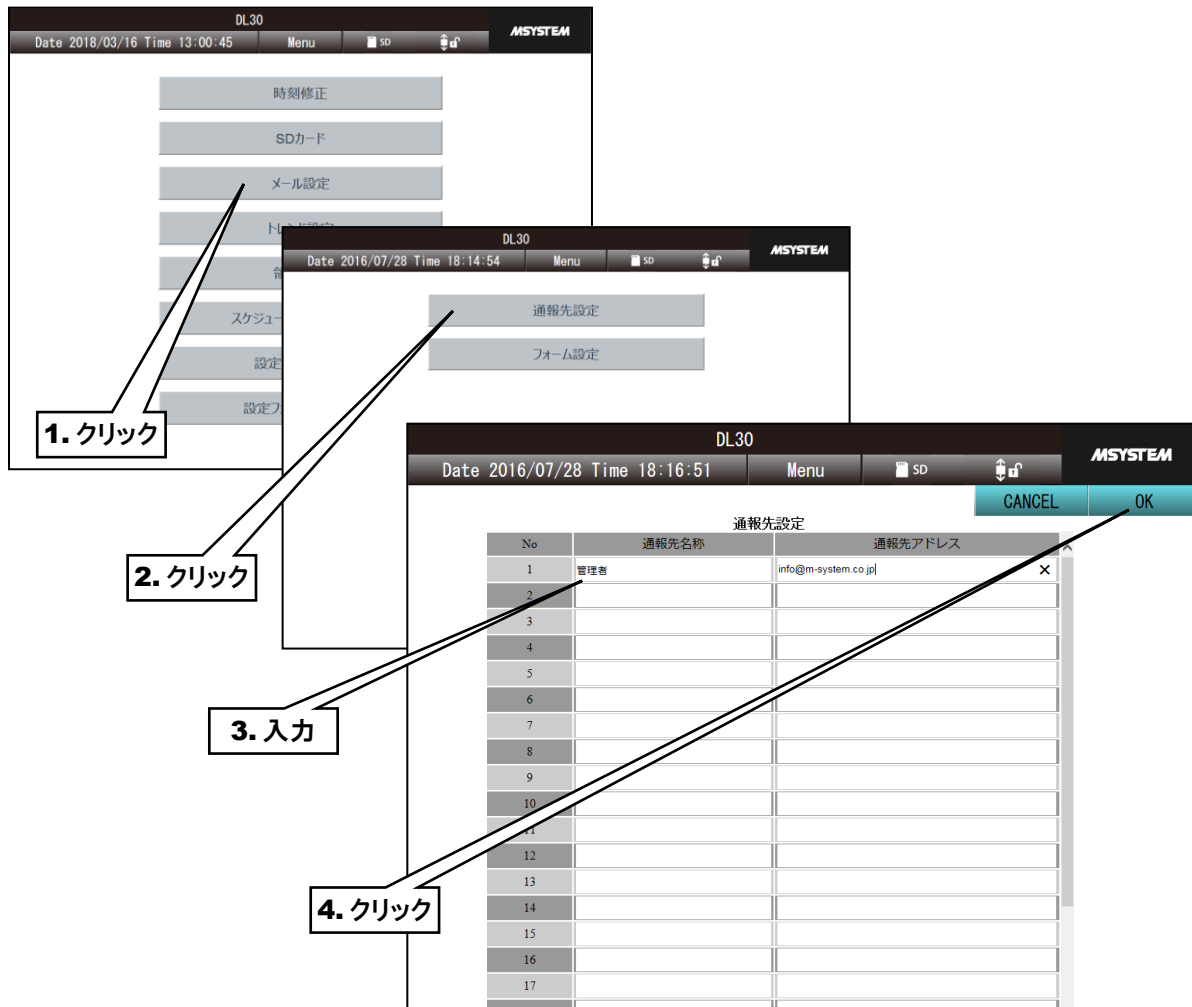 DL30
MSYSTEM
Date 2018/03/16 Time 13:00:45 Menu SD
時刻修正
SDカード
メール設定
トレンド設定
スケジュー
設定
設定フ
1. クリック
DL30
MSYSTEM
Date 2016/07/28 Time 18:14:54 Menu SD
通報先設定
フォーム設定
2. クリック
DL30
MSYSTEM
Date 2016/07/28 Time 18:16:51 Menu SD
CANCEL OK
通報先設定
No 通報先名称 通報先アドレス
1 管理者 info@m-system.co.jp ×
2
3
4
5
6
7
8
9
10
11
12
13
14
15
16
17
3. 入力
4. クリック